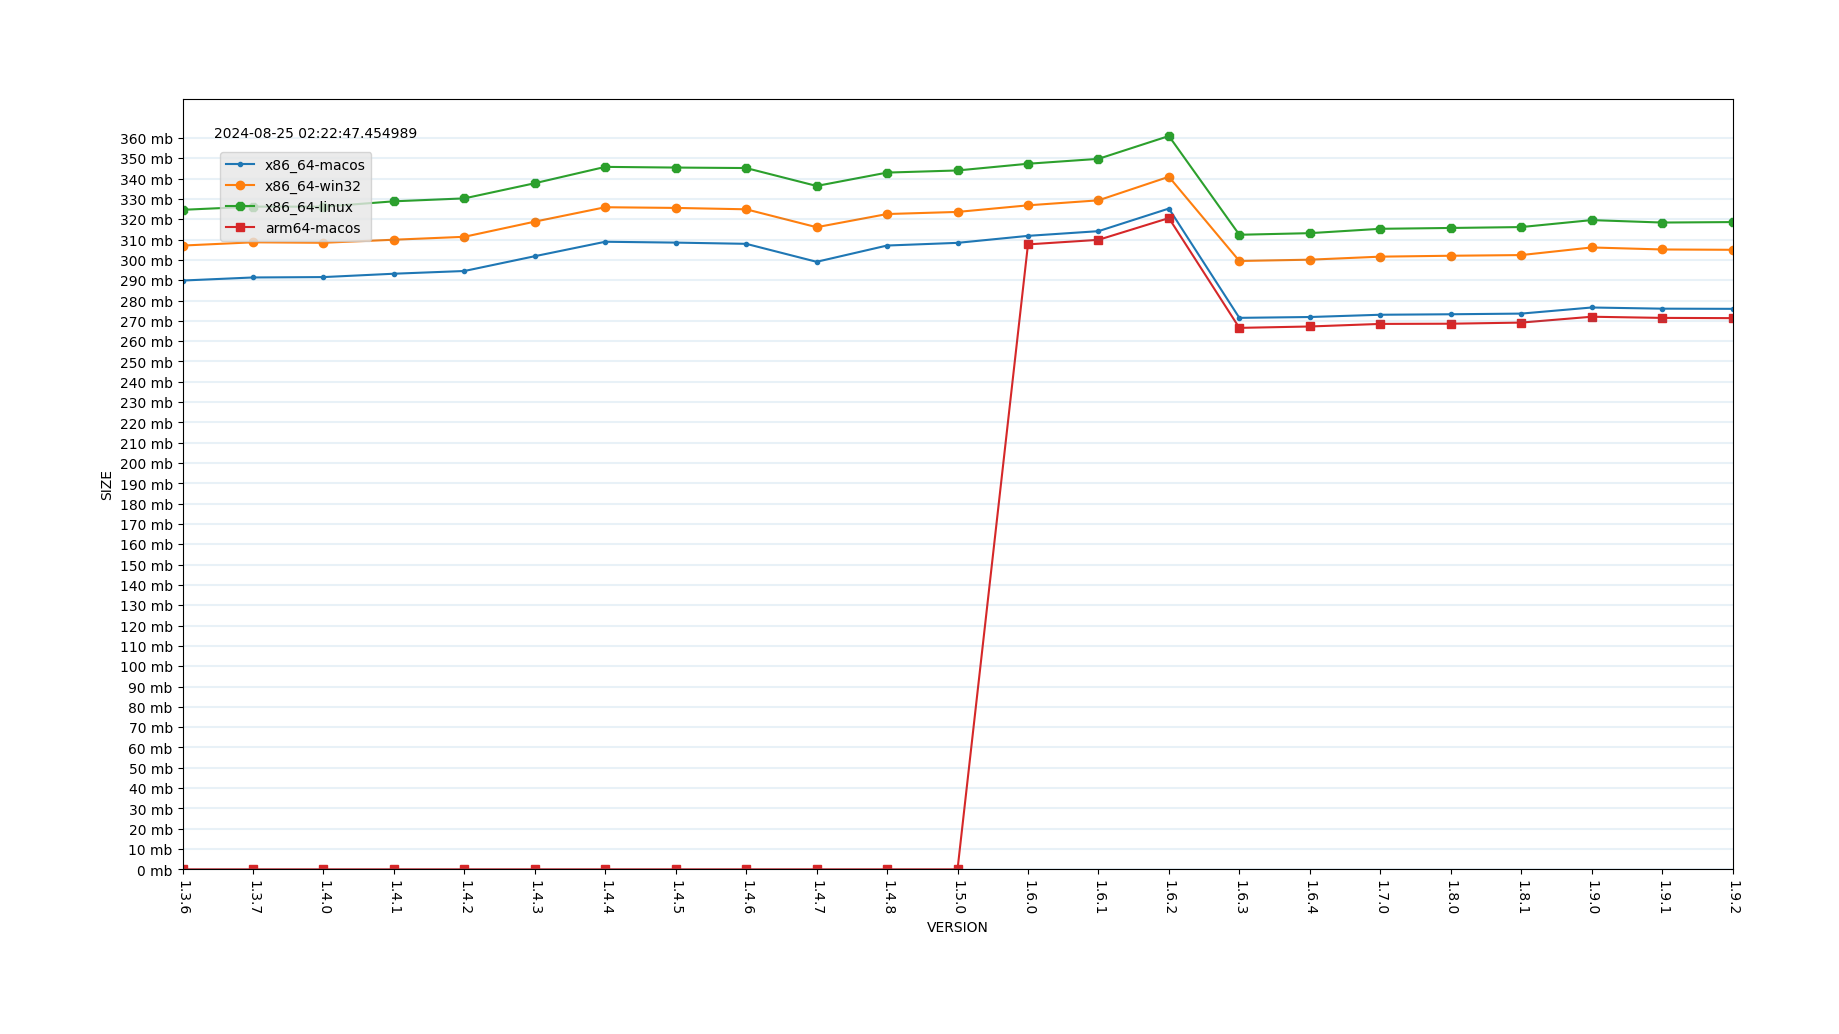 2024-08-25 02:22:47.454989
x86_64-macos
x86_64-win32
x86_64-linux
arm64-macos
360 mb
350 mb
340 mb
330 mb
320 mb
310 mb
300 mb
290 mb
280 mb
270 mb
260 mb
250 mb
240 mb
230 mb
220 mb
210 mb
200 mb
190 mb
180 mb
170 mb
160 mb
150 mb
140 mb
130 mb
120 mb
110 mb
100 mb
90 mb
80 mb
70 mb
60 mb
50 mb
40 mb
30 mb
20 mb
10 mb
0 mb
SIZE
1.3.6
1.3.7
1.4.0
1.4.1
1.4.2
1.4.3
1.4.4
1.4.5
1.4.6
1.4.7
1.4.8
1.5.0
1.6.0
1.6.1
1.6.2
1.6.3
1.6.4
1.7.0
1.8.0
1.8.1
1.9.0
1.9.1
1.9.2
VERSION